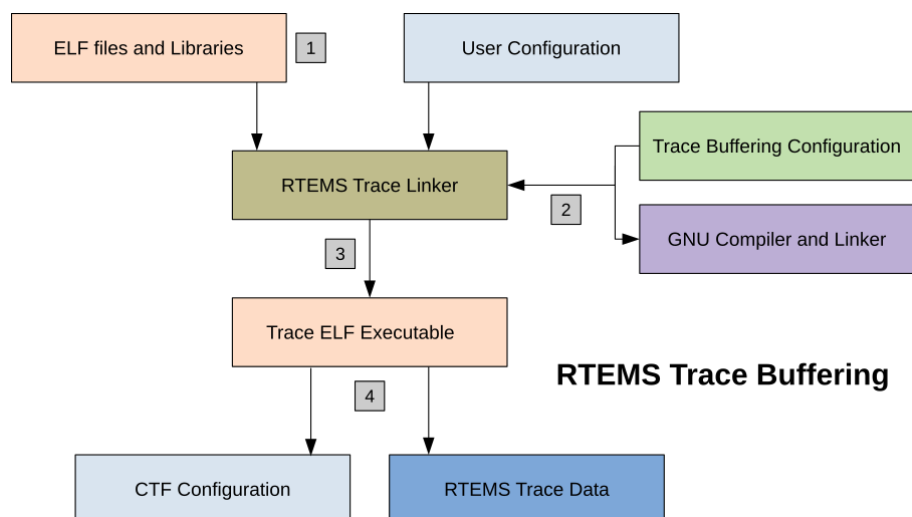 ELF files and Libraries
1
User Configuration
Trace Buffering Configuration
RTEMS Trace Linker
2
GNU Compiler and Linker
3
Trace ELF Executable
RTEMS Trace Buffering
4
CTF Configuration
RTEMS Trace Data